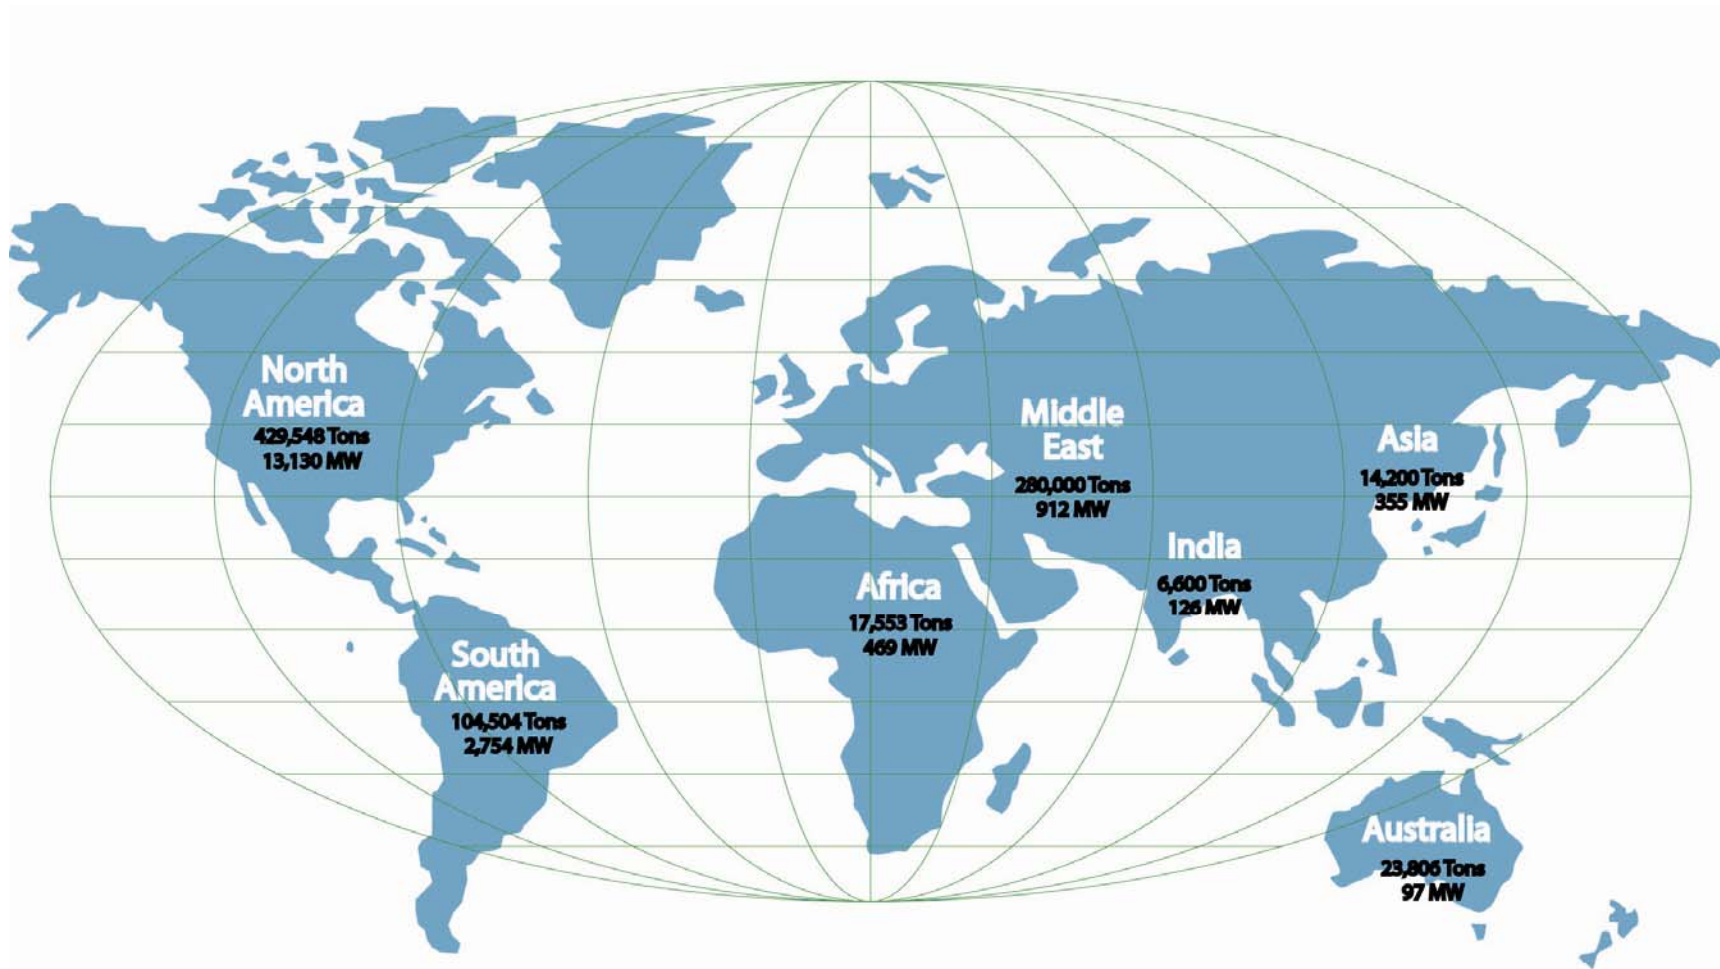 North
America
429,548 Tons
13,130 MW
Middle
East
280,000 Tons
912 MW
Asia
14,200 Tons
355 MW
India
6,600 Tons
126 MW
Africa
17,553 Tons
469 MW
South
America
104,504 Tons
2,754 MW
Australia
23,806 Tons
97 MW